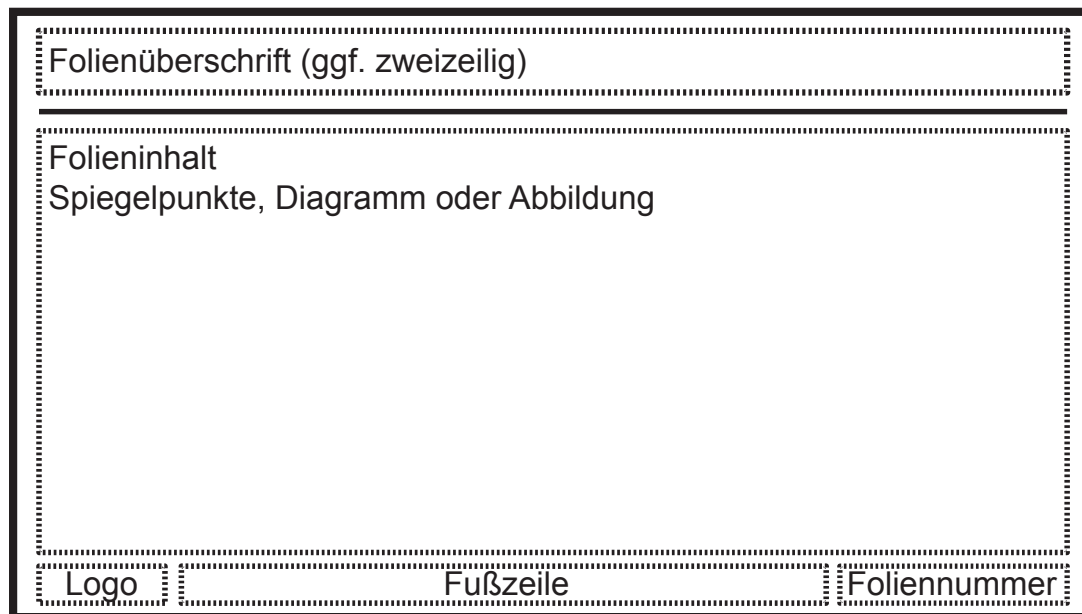 Folienüberschrift (ggf. zweizeilig)
Folieninhalt
Spiegelpunkte, Diagramm oder Abbildung
Logo
Fußzeile
Foliennummer